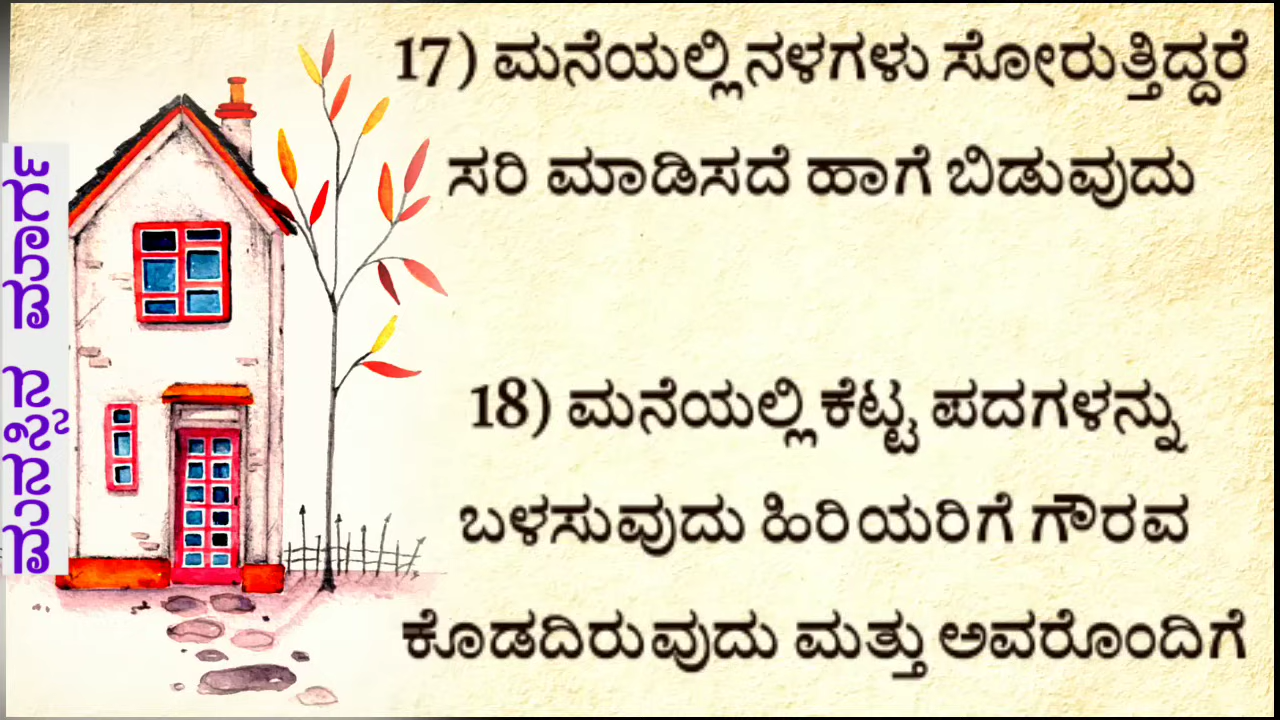 17) ಮನೆಯಲ್ಲಿ ನಳಗಳು ಸೋರುತ್ತಿದ್ದರೆ
ಸರಿ ಮಾಡಿಸದೆ ಹಾಗೆ ಬಿಡುವುದು
18) ಮನೆಯಲ್ಲಿ ಕೆಟ್ಟ ಪದಗಳನ್ನು
ಬಳಸುವುದು ಹಿರಿಯರಿಗೆ ಗೌರವ
ಕೊಡದಿರುವುದು ಮತ್ತು ಅವರೊಂದಿಗೆ
ಮನಸ್ಸಿನ ಮಾರ್ಗ